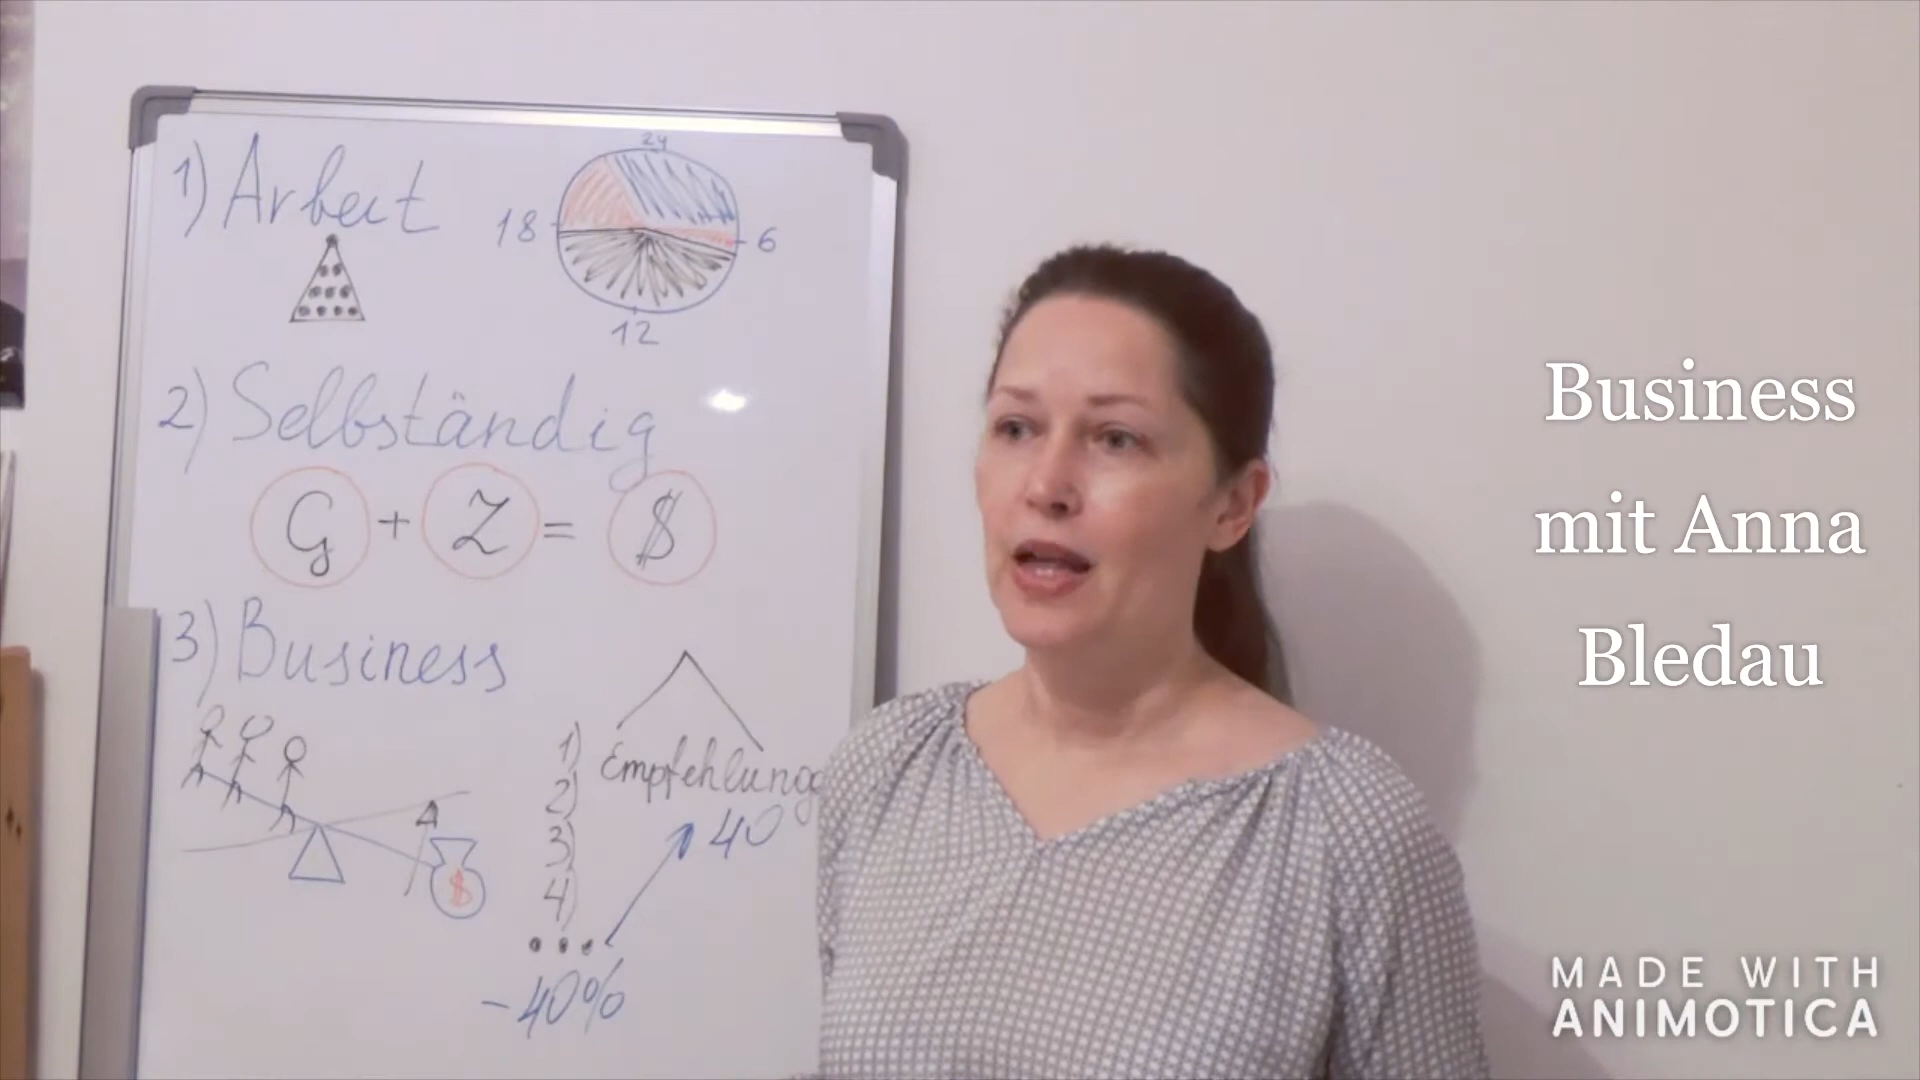 1) Arbeit
24
18
6
12
2) Selbständig
G + Z = $
3) Business
1) Empfehlung
2)
3) 40
4)
A
$
-40%
Business
mit Anna
Bledau
MADE WITH
ANIMOTICA